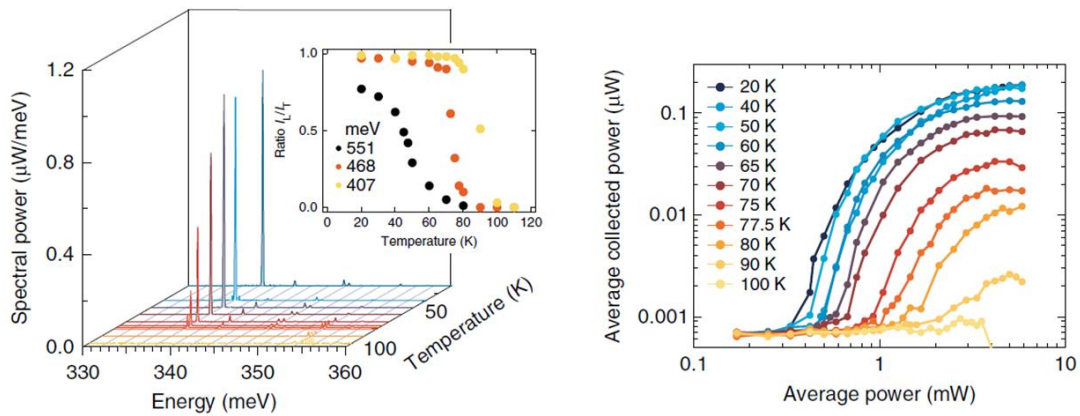 1.2
0.8
0.4
0.0
Spectral power (µW/meV)
330
340
350
360
Energy (meV)
50
100
Temperature (K)
1.0
0.5
0.0
Ratio I_L/I_T
meV
551
468
407
0 20 40 60 80 100 120
Temperature (K)
0.1
0.01
0.001
Average collected power (µW)
20 K
40 K
50 K
60 K
65 K
70 K
75 K
77.5 K
80 K
90 K
100 K
0.1 1 10
Average power (mW)